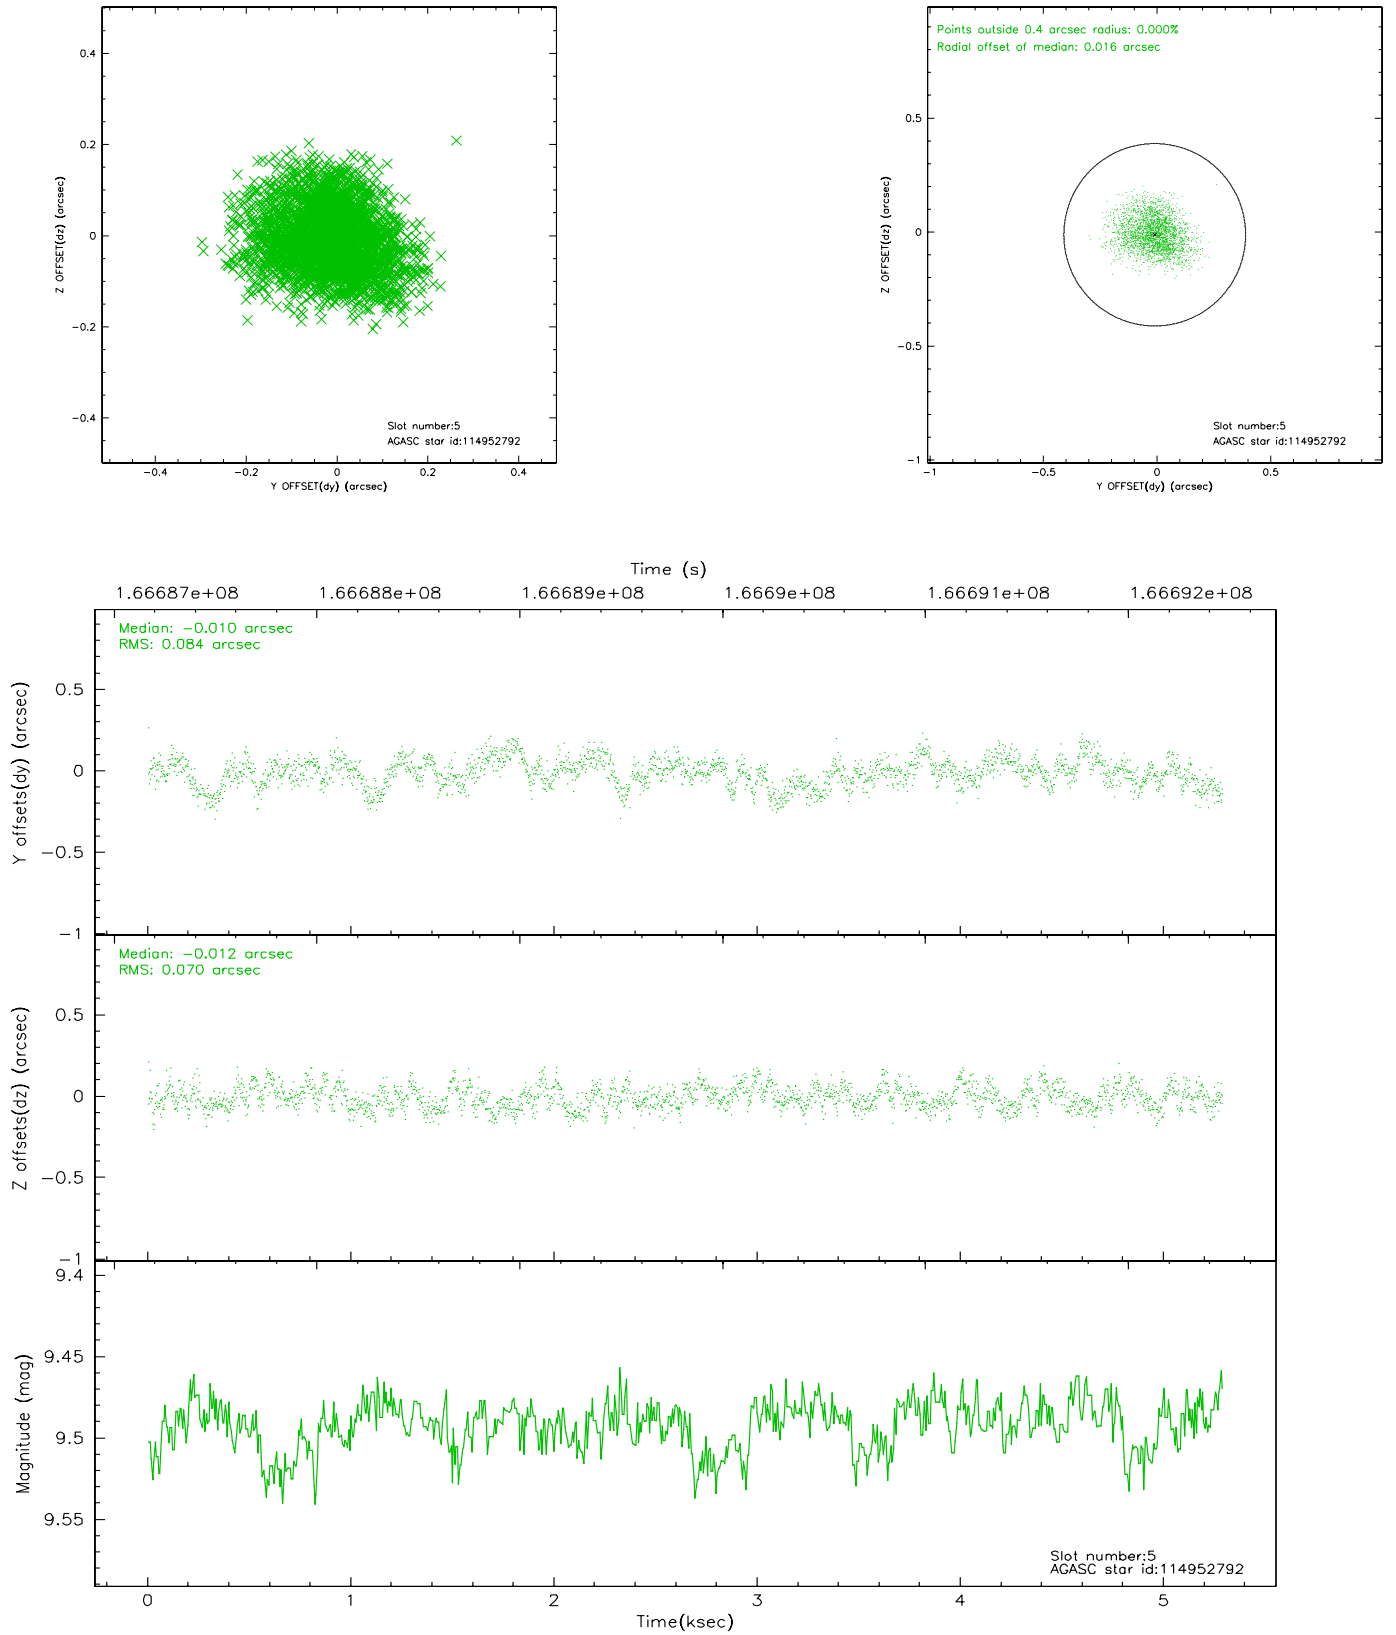 0.4
0.2
0
−0.2
−0.4
Z OFFSET(dz) (arcsec)
Slot number:5
AGASC star id:114952792
−0.4 −0.2 0 0.2 0.4
Y OFFSET(dy) (arcsec)
Points outside 0.4 arcsec radius: 0.000%
Radial offset of median: 0.016 arcsec
0.5
0
−0.5
−1
Z OFFSET(dz) (arcsec)
Slot number:5
AGASC star id:114952792
−1 −0.5 0 0.5
Y OFFSET(dy) (arcsec)
Time (s)
1.66687e+08 1.66688e+08 1.66689e+08 1.6669e+08 1.66691e+08 1.66692e+08
Median: −0.010 arcsec
RMS: 0.084 arcsec
0.5
0
−0.5
−1
Y offsets(dy) (arcsec)
Median: −0.012 arcsec
RMS: 0.070 arcsec
0.5
0
−0.5
−1
Z offsets(dz) (arcsec)
9.4
9.45
9.5
9.55
Magnitude (mag)
Slot number:5
AGASC star id:114952792
0 1 2 3 4 5
Time(ksec)